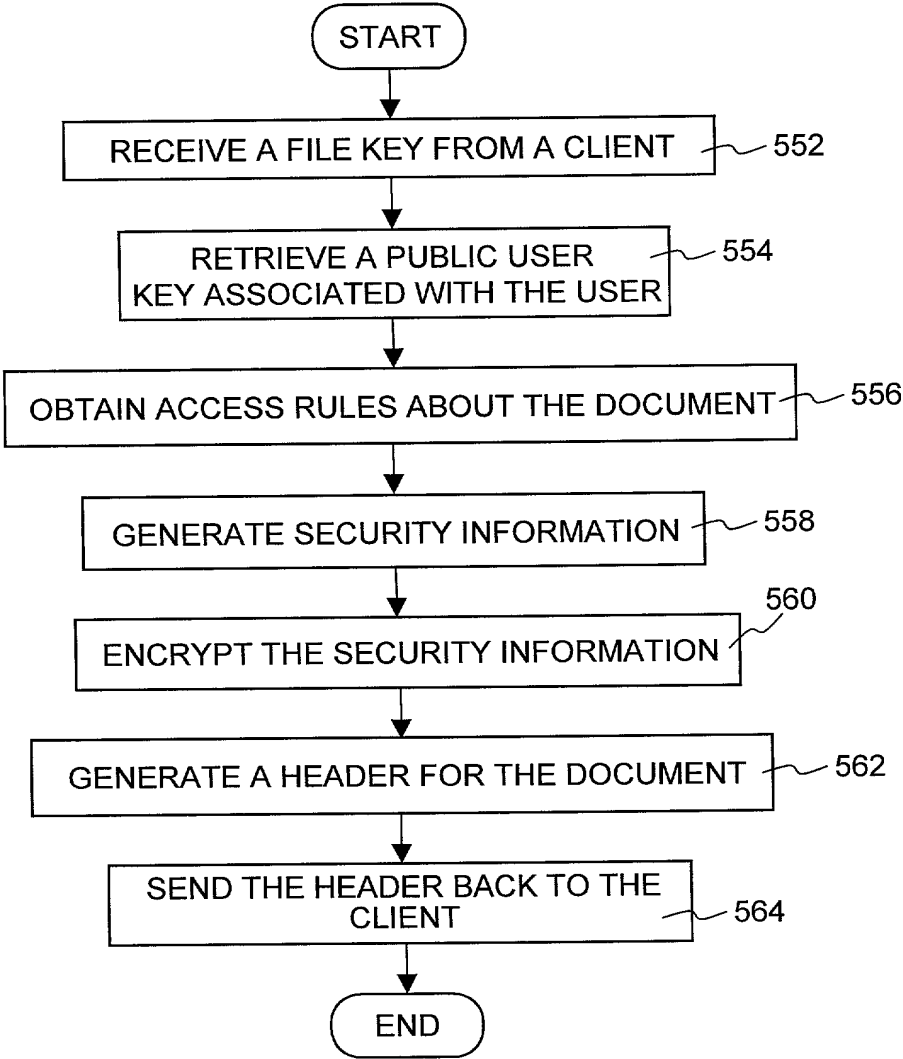 START
RECEIVE A FILE KEY FROM A CLIENT
552
RETRIEVE A PUBLIC USER
KEY ASSOCIATED WITH THE USER
554
OBTAIN ACCESS RULES ABOUT THE DOCUMENT
556
GENERATE SECURITY INFORMATION
558
ENCRYPT THE SECURITY INFORMATION
560
GENERATE A HEADER FOR THE DOCUMENT
562
SEND THE HEADER BACK TO THE
CLIENT
564
END